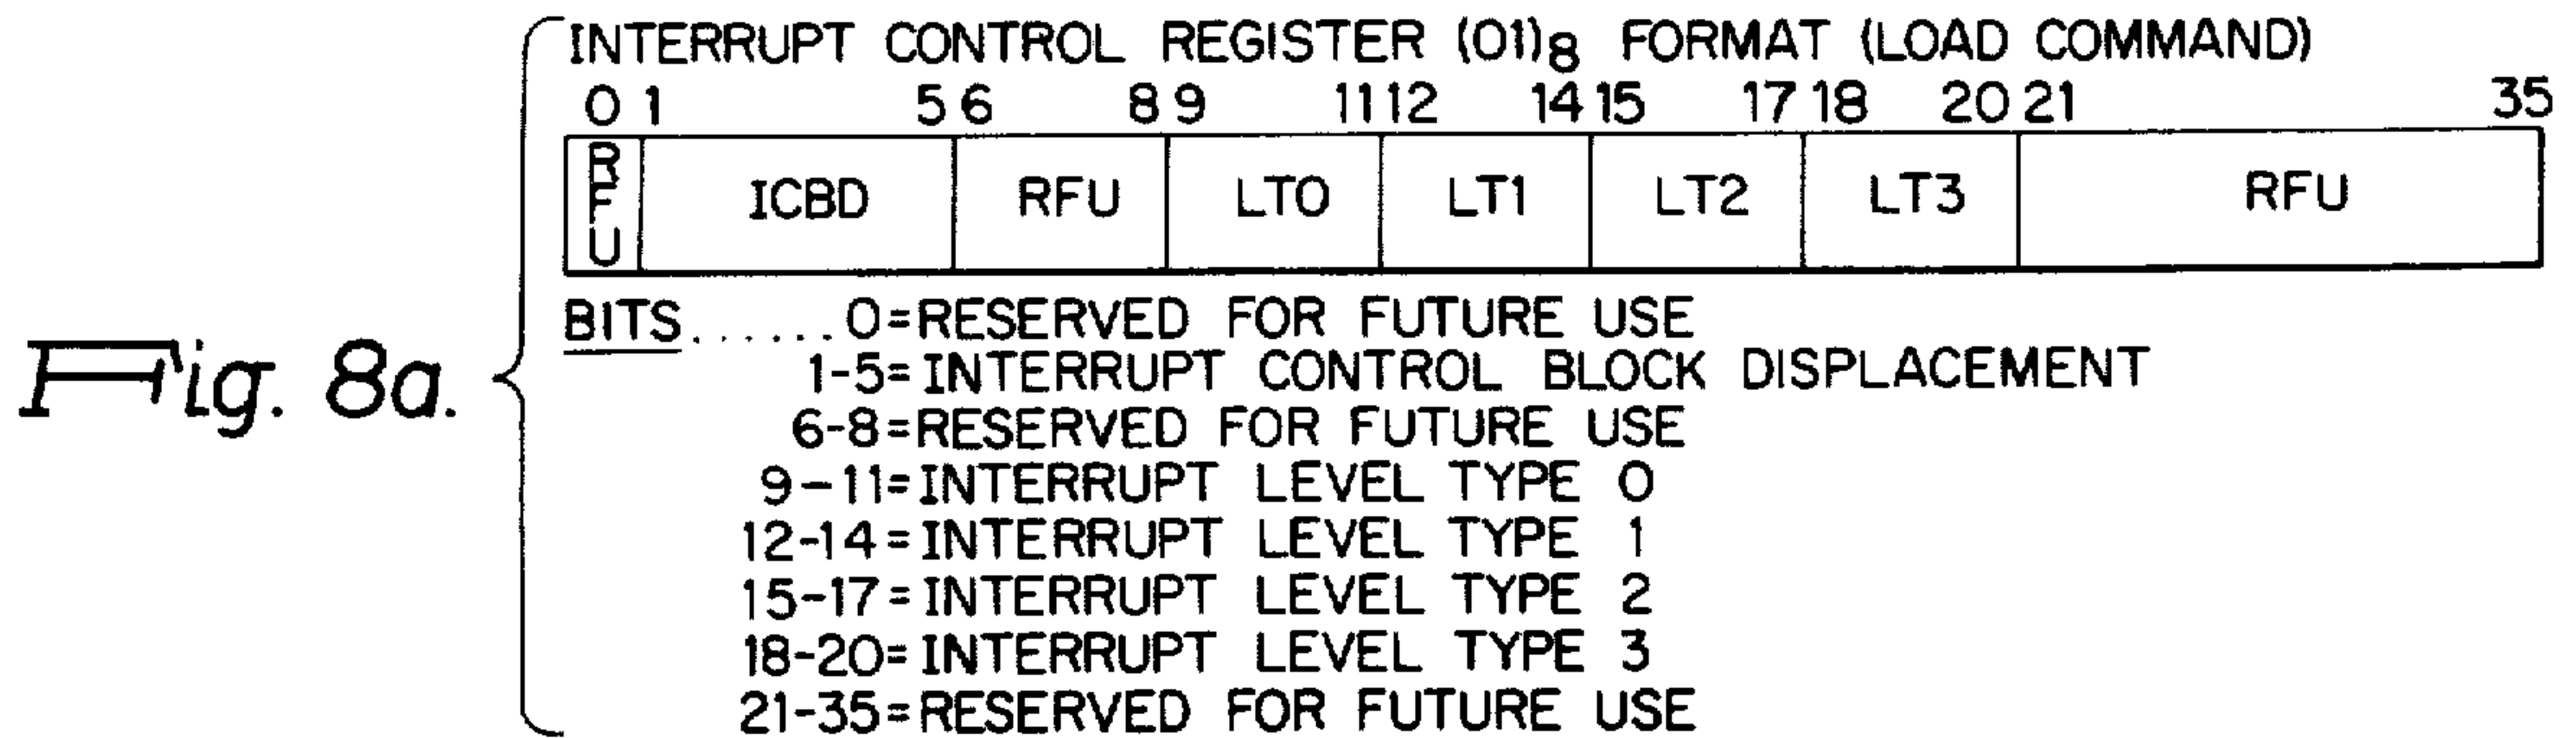 INTERRUPT CONTROL REGISTER (01)8 FORMAT (LOAD COMMAND)
0 1 5 6 8 9 11 12 14 15 17 18 20 21 35
RFU ICBD RFU LT0 LT1 LT2 LT3 RFU
BITS......0=RESERVED FOR FUTURE USE
1-5=INTERRUPT CONTROL BLOCK DISPLACEMENT
6-8=RESERVED FOR FUTURE USE
9-11=INTERRUPT LEVEL TYPE 0
12-14=INTERRUPT LEVEL TYPE 1
15-17=INTERRUPT LEVEL TYPE 2
18-20=INTERRUPT LEVEL TYPE 3
21-35=RESERVED FOR FUTURE USE
Fig. 8a.